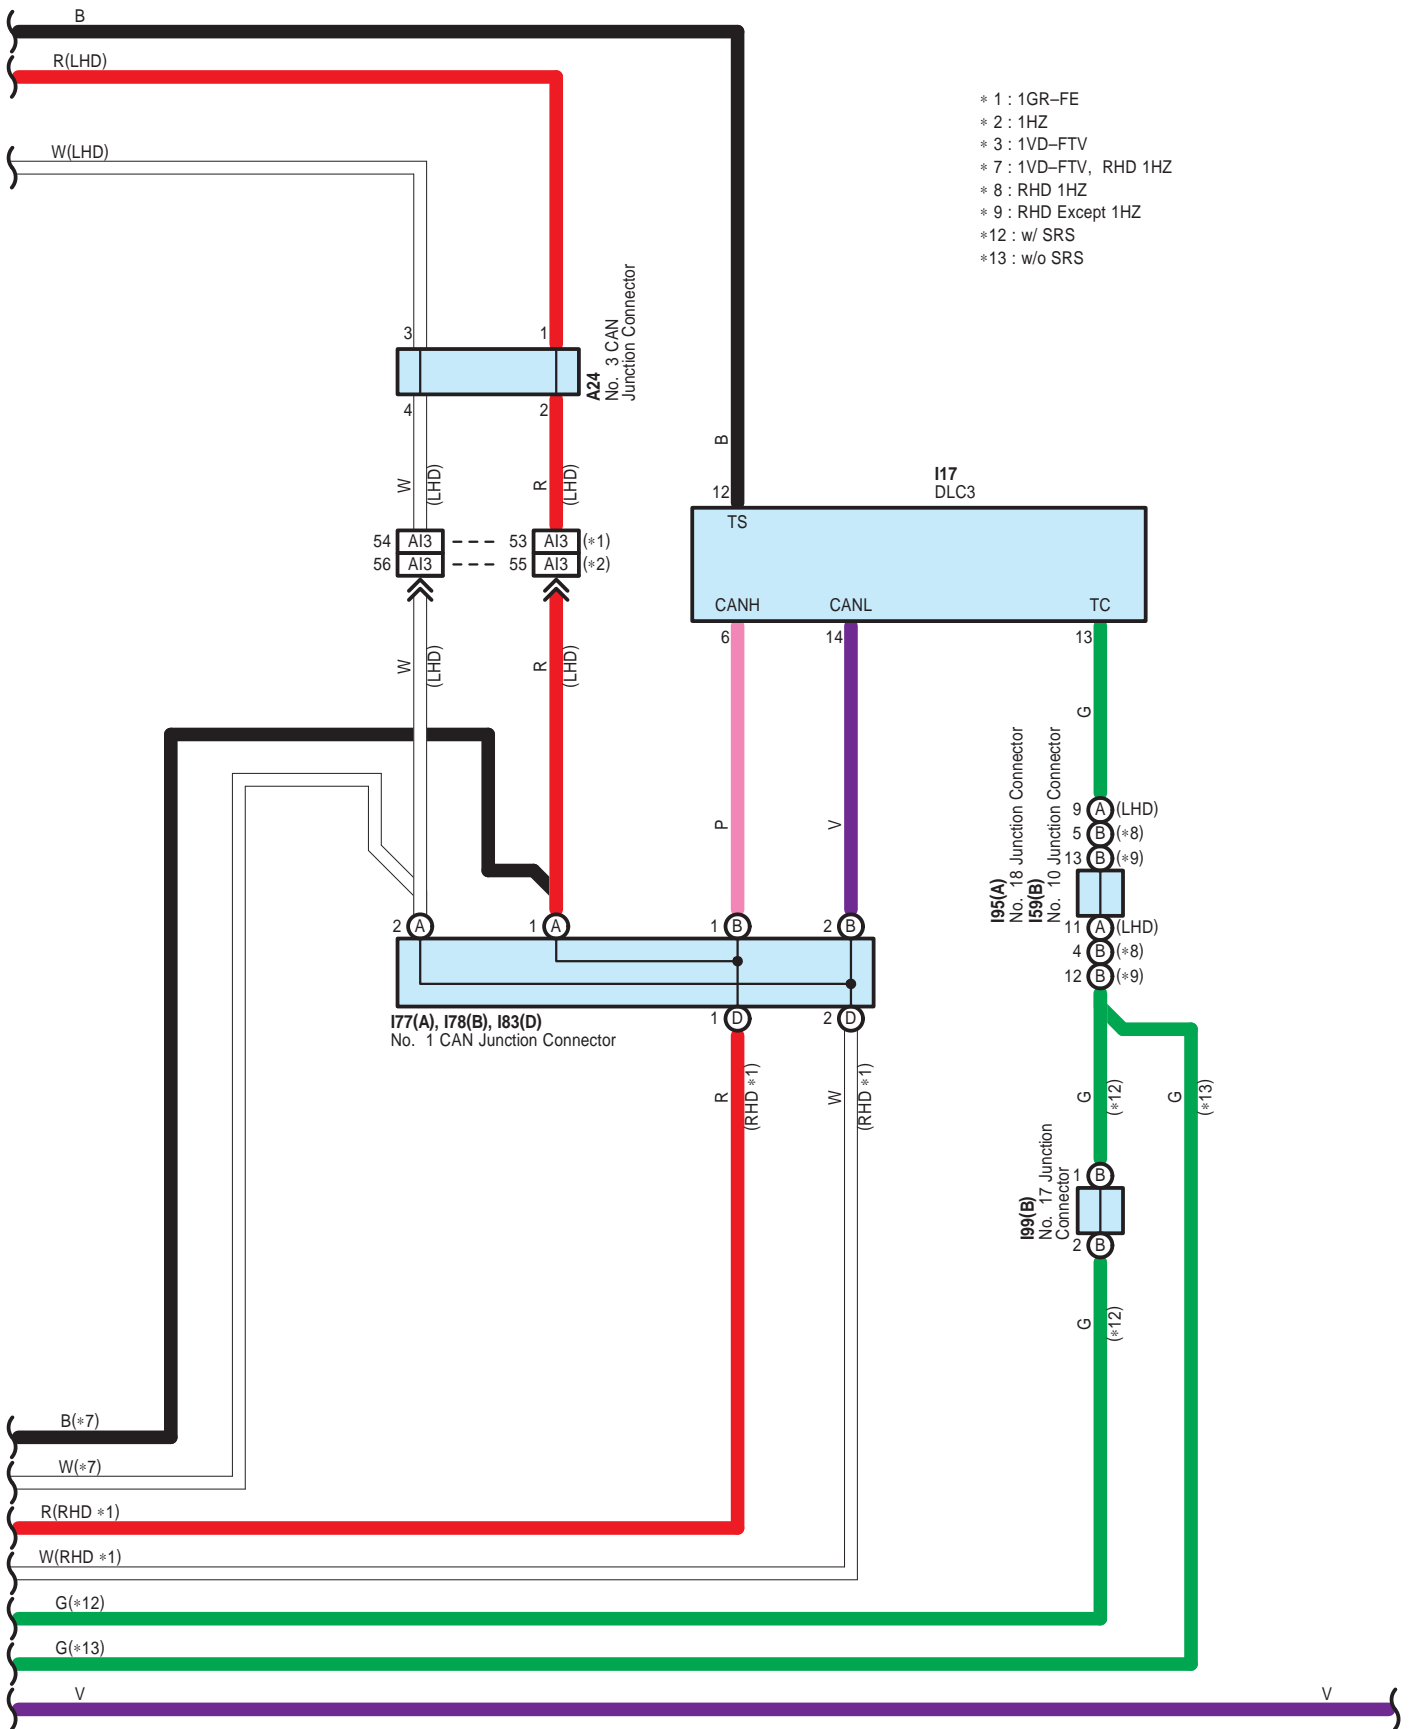 B
R(LHD)
W(LHD)
∗ 1 : 1GR–FE
∗ 2 : 1HZ
∗ 3 : 1VD–FTV
∗ 7 : 1VD–FTV, RHD 1HZ
∗ 8 : RHD 1HZ
∗ 9 : RHD Except 1HZ
∗12 : w/ SRS
∗13 : w/o SRS
3
1
A24
No. 3 CAN
Junction Connector
4
2
W
(LHD)
R
(LHD)
B
54 AI3
53 AI3 (∗1)
56 AI3
55 AI3 (∗2)
I17
DLC3
12
TS
CANH
CANL
TC
6
14
13
W
(LHD)
R
(LHD)
P
V
G
I95(A)
No. 18 Junction Connector
I59(B)
No. 10 Junction Connector
9 A (LHD)
5 B (∗8)
13 B (∗9)
11 A (LHD)
4 B (∗8)
12 B (∗9)
2 A
1 A
1 B
2 B
I77(A), I78(B), I83(D)
No. 1 CAN Junction Connector
1 D
2 D
R
(RHD ∗1)
W
(RHD ∗1)
G
(∗12)
G
(∗13)
I99(B)
No. 17 Junction
Connector
1 B
2 B
G
(∗12)
B(∗7)
W(∗7)
R(RHD ∗1)
W(RHD ∗1)
G(∗12)
G(∗13)
V
V